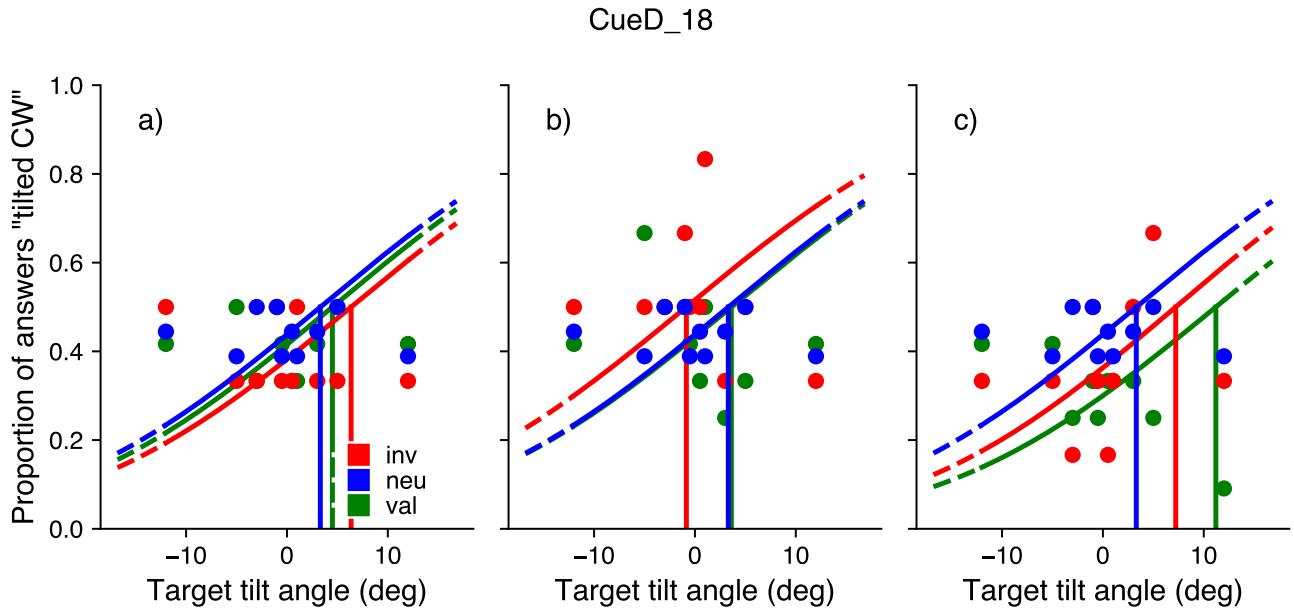 CueD_18
Proportion of answers "tilted CW"
1.0
0.8
0.6
0.4
0.2
0.0
a)
b)
c)
inv
neu
val
−10 0 10
−10 0 10
−10 0 10
Target tilt angle (deg)
Target tilt angle (deg)
Target tilt angle (deg)